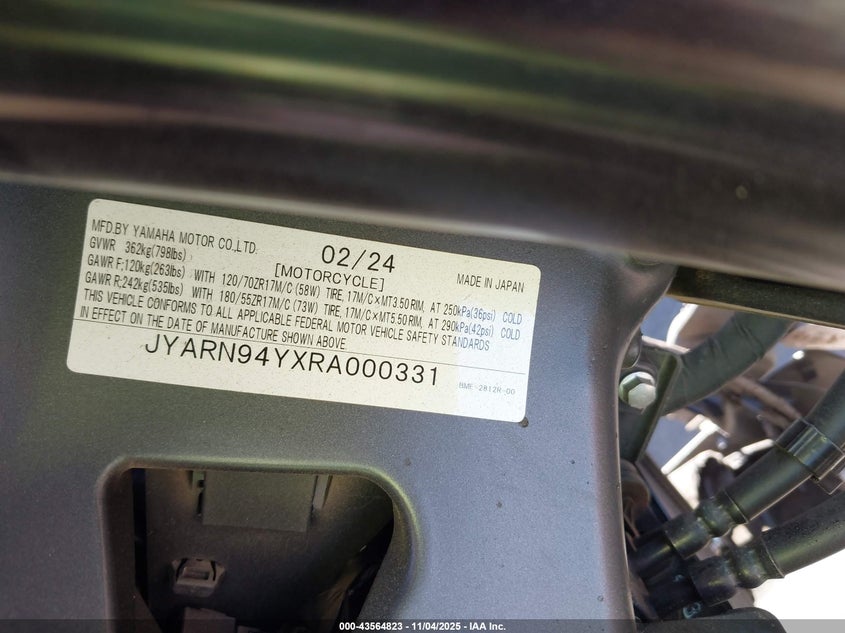 MFD.BY YAMAHA MOTOR CO.,LTD.
02/24
GVWR 362kg(798lbs)
[MOTORCYCLE]
MADE IN JAPAN
GAWR F;120kg(263lbs) WITH 120/70ZR17M/C (58W) TIRE, 17M/C×MT3.50 RIM, AT 250kPa(36psi) COLD
GAWR R;242kg(535lbs) WITH 180/55ZR17M/C (73W) TIRE, 17M/C×MT5.50 RIM, AT 290kPa(42psi) COLD
THIS VEHICLE CONFORMS TO ALL APPLICABLE FEDERAL MOTOR VEHICLE SAFETY STANDARDS
IN EFFECT ON THE DATE OF MANUFACTURE SHOWN ABOVE.
JYARN94YXRA000331
BME-2812R-00
000-43564823 - 11/04/2025 - IAA Inc.